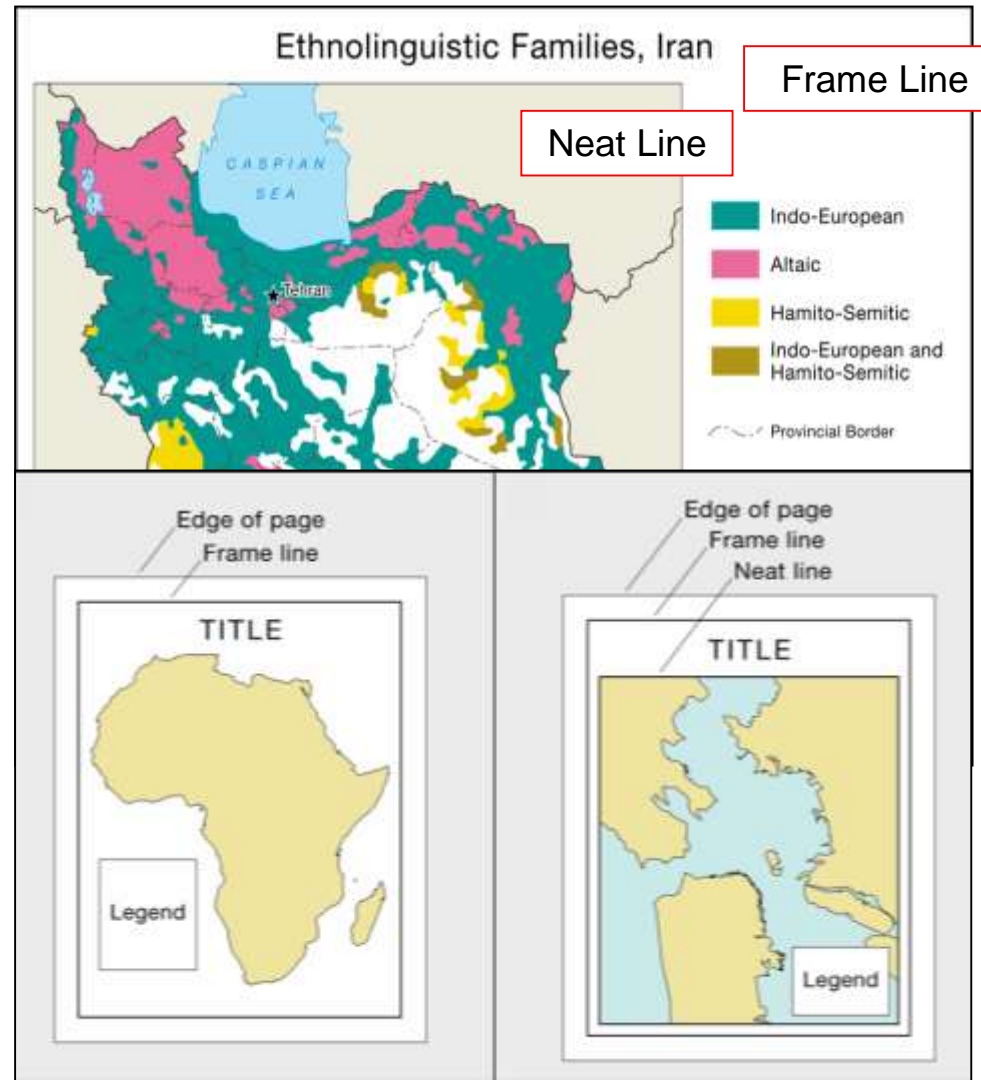 Ethnolinguistic Families, Iran
Frame Line
Neat Line
CASPIAN
SEA
Tehran
Indo-European
Altaic
Hamito-Semitic
Indo-European and
Hamito-Semitic
Provincial Border
Edge of page
Frame line
TITLE
Legend
Edge of page
Frame line
Neat line
TITLE
Legend